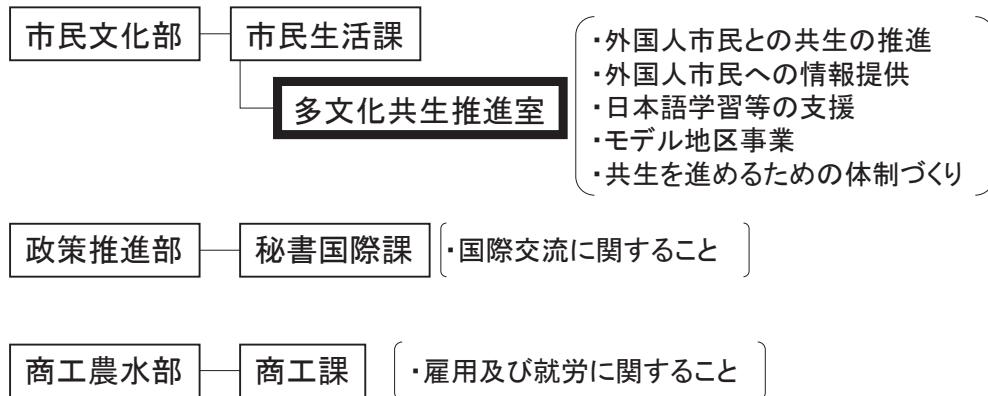 市民文化部 市民生活課
多文化共生推進室
・外国人市民との共生の推進
・外国人市民への情報提供
・日本語学習等の支援
・モデル地区事業
・共生を進めるための体制づくり
政策推進部 秘書国際課 ・国際交流に関すること
商工農水部 商工課 ・雇用及び就労に関すること